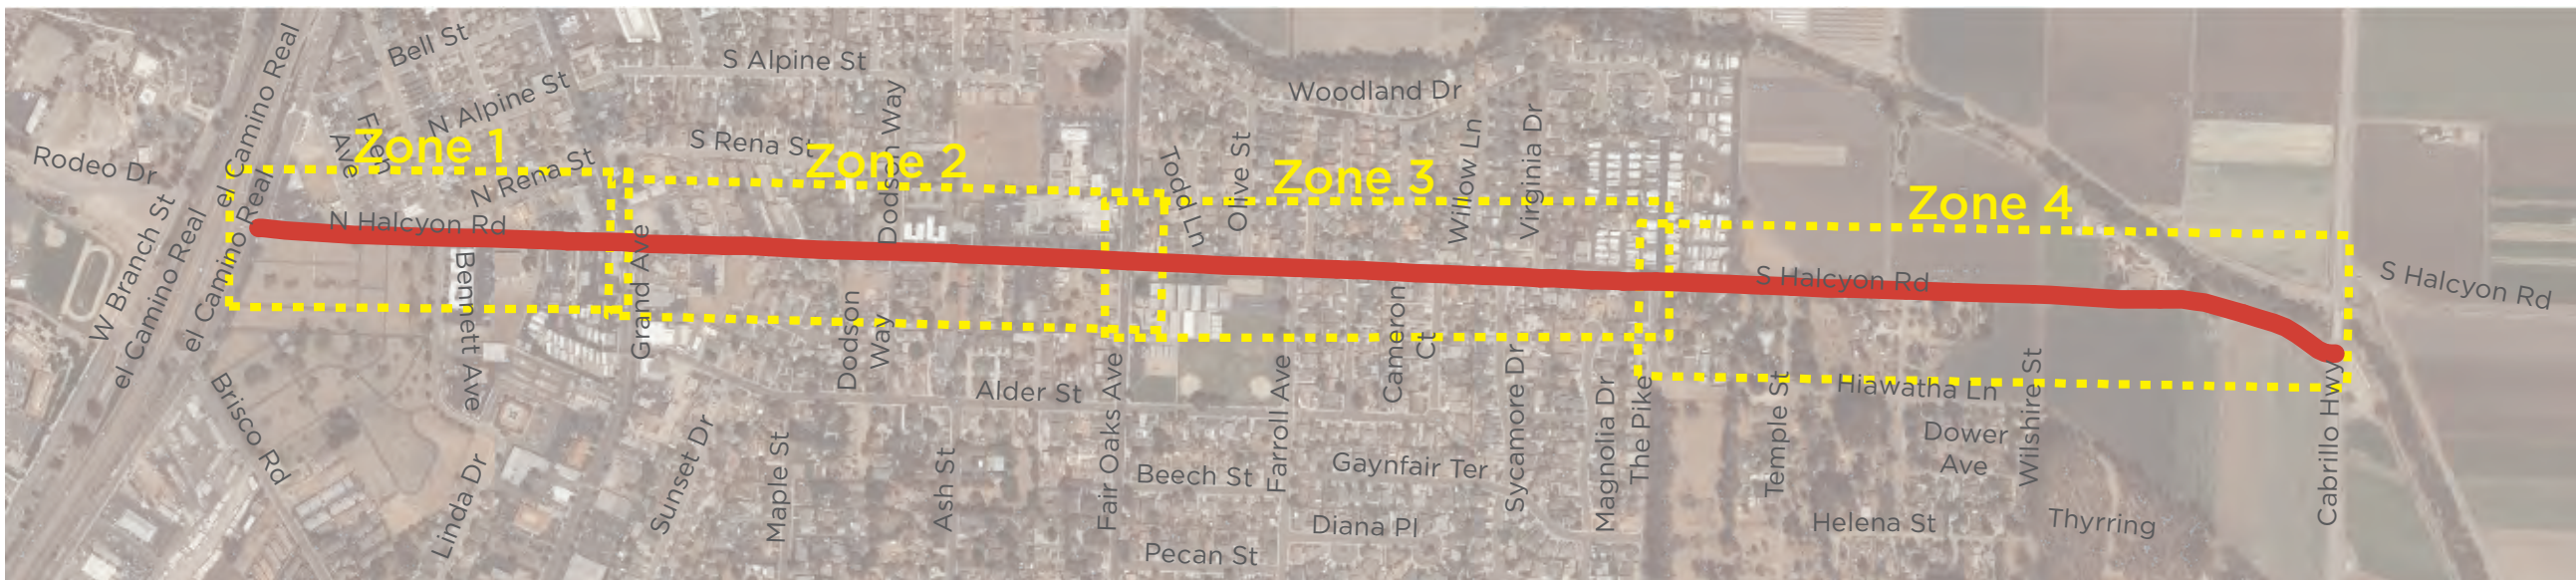 Bell St
S Alpine St
N Alpine St
Fren
Ave
Zone 1
N Rena St
S Rena St
Zone 2
Dodson Way
Woodland Dr
Todd Ln
Olive St
Zone 3
Willow Ln
Virginia Dr
Zone 4
Rodeo Dr
el Camino Real
el Camino Real
W Branch St
el Camino Real
N Halcyon Rd
S Halcyon Rd
S Halcyon Rd
Bennett Ave
Grand Ave
Dodson
Way
Brisco Rd
Linda Dr
Sunset Dr
Maple St
Ash St
Alder St
Fair Oaks Ave
Beech St
Pecan St
Farroll Ave
Cameron
Ct
Gaynfair Ter
Diana Pl
Sycamore Dr
Magnolia Dr
The Pike
Temple St
Hiawatha Ln
Dower
Ave
Wilshire St
Helena St
Thyrring
Cabrillo Hwy